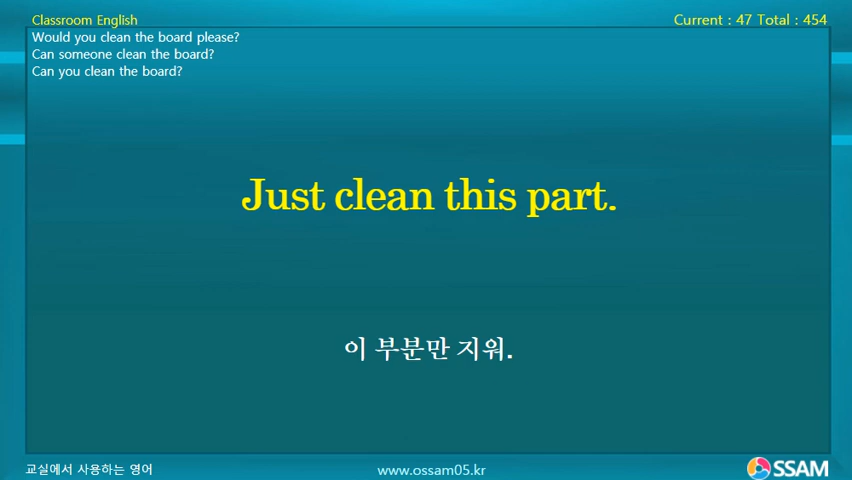 Classroom English
Current : 47 Total : 454
Would you clean the board please?
Can someone clean the board?
Can you clean the board?
Just clean this part.
이 부분만 지워.
교실에서 사용하는 영어
www.ossam05.kr
OSSAM